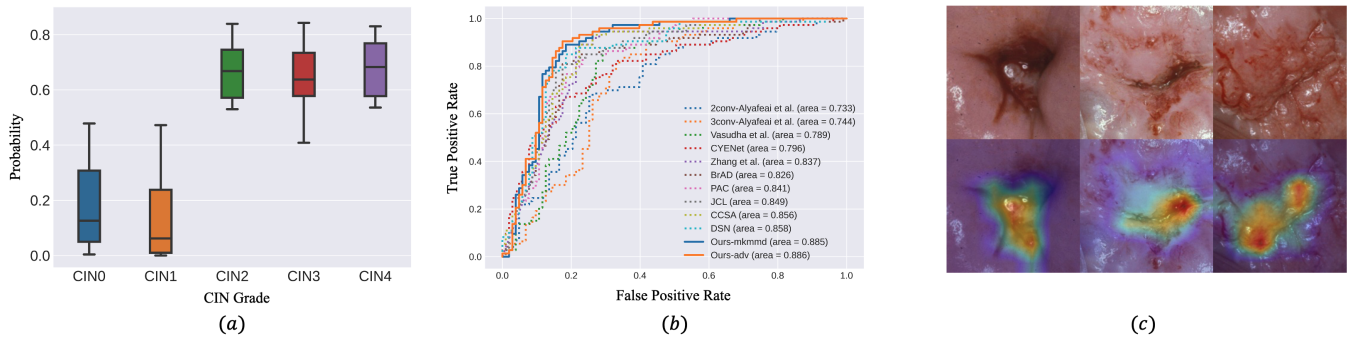 0.8
0.6
0.4
0.2
0.0
Probability
CIN0 CIN1 CIN2 CIN3 CIN4
CIN Grade
(a)
1.0
0.8
0.6
0.4
0.2
0.0
True Positive Rate
2conv-Alyafeai et al. (area = 0.733)
3conv-Alyafeai et al. (area = 0.744)
Vasudha et al. (area = 0.789)
CYENet (area = 0.796)
Zhang et al. (area = 0.837)
BrAD (area = 0.826)
PAC (area = 0.841)
JCL (area = 0.849)
CCSA (area = 0.856)
DSN (area = 0.858)
Ours-mkmmd (area = 0.885)
Ours-adv (area = 0.886)
0.0 0.2 0.4 0.6 0.8 1.0
False Positive Rate
(b)
(c)